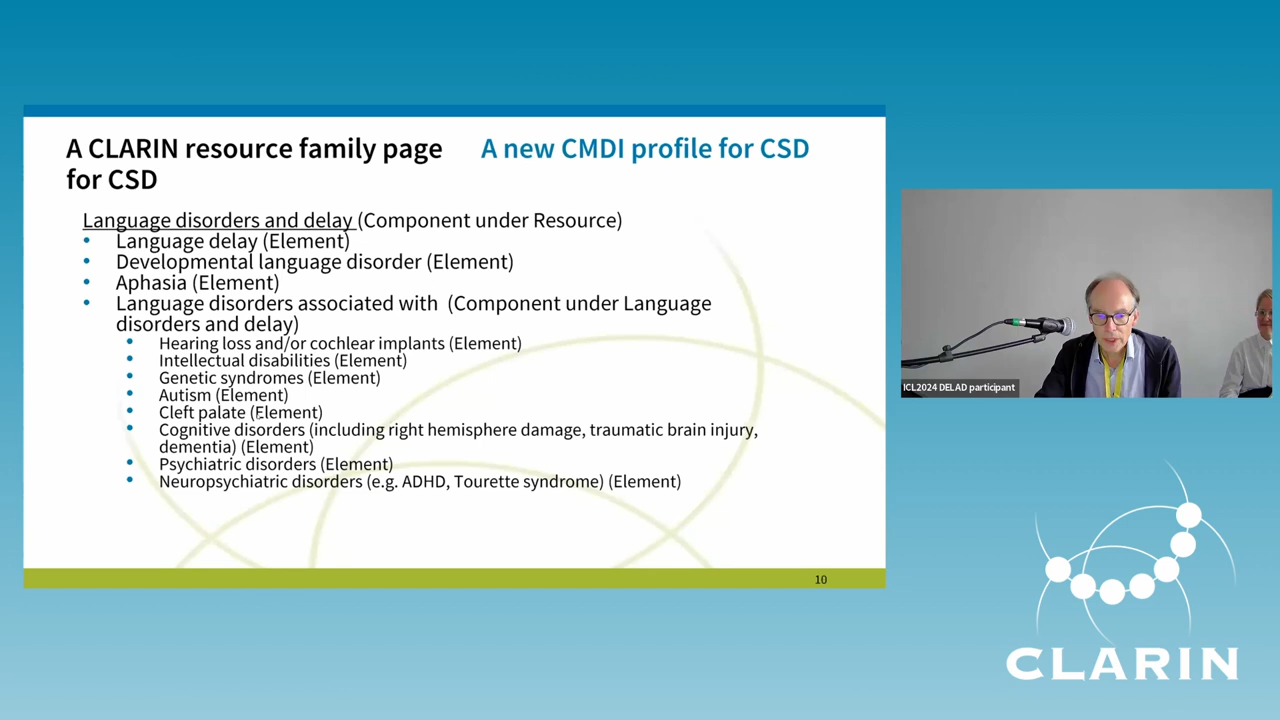 A CLARIN resource family page
for CSD
A new CMDI profile for CSD
Language disorders and delay (Component under Resource)
• Language delay (Element)
• Developmental language disorder (Element)
• Aphasia (Element)
• Language disorders associated with (Component under Language
disorders and delay)
• Hearing loss and/or cochlear implants (Element)
• Intellectual disabilities (Element)
• Genetic syndromes (Element)
• Autism (Element)
• Cleft palate (Element)
• Cognitive disorders (including right hemisphere damage, traumatic brain injury,
dementia) (Element)
• Psychiatric disorders (Element)
• Neuropsychiatric disorders (e.g. ADHD, Tourette syndrome) (Element)
10
ICL2024 DELAD participant
CLARIN